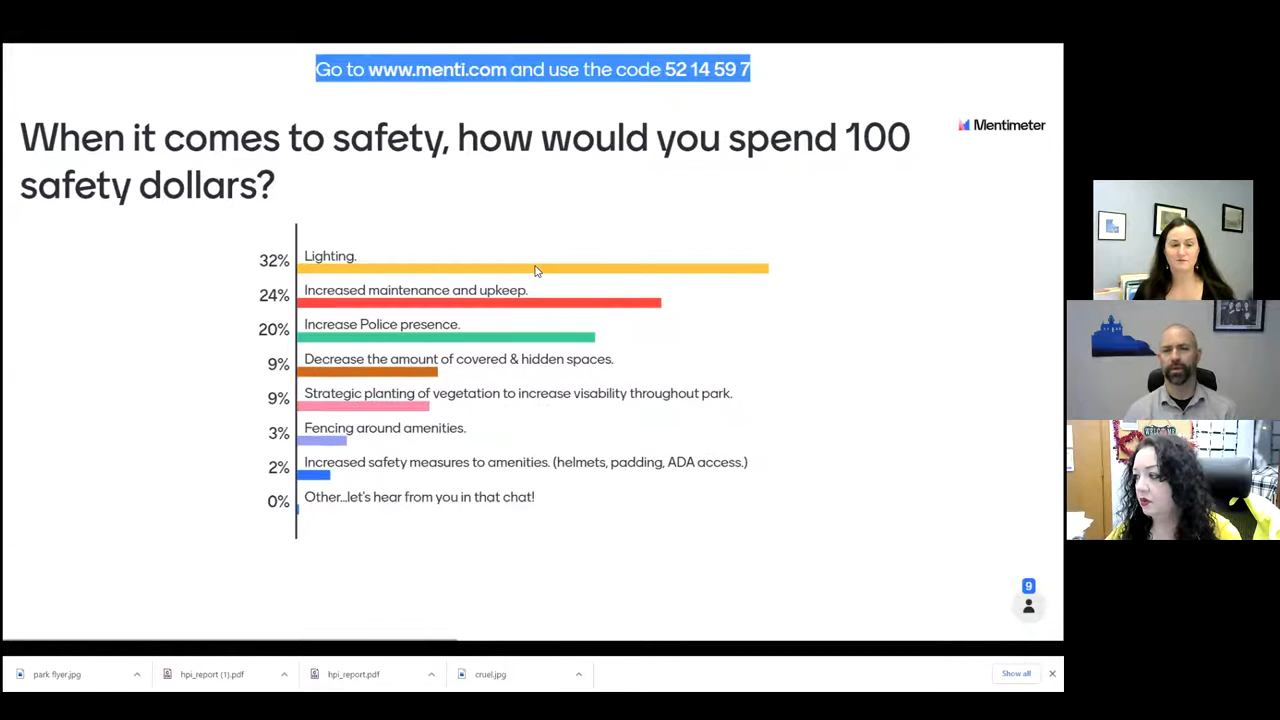 Go to www.menti.com and use the code 52 14 59 7
When it comes to safety, how would you spend 100
safety dollars?
Mentimeter
32% Lighting.
24% Increased maintenance and upkeep.
20% Increase Police presence.
9% Decrease the amount of covered & hidden spaces.
9% Strategic planting of vegetation to increase visability throughout park.
3% Fencing around amenities.
2% Increased safety measures to amenities. (helmets, padding, ADA access.)
0% Other...let's hear from you in that chat!
9
park flyer.jpg
hpi_report (1).pdf
hpi_report.pdf
cruel.jpg
Show all
WELCOME